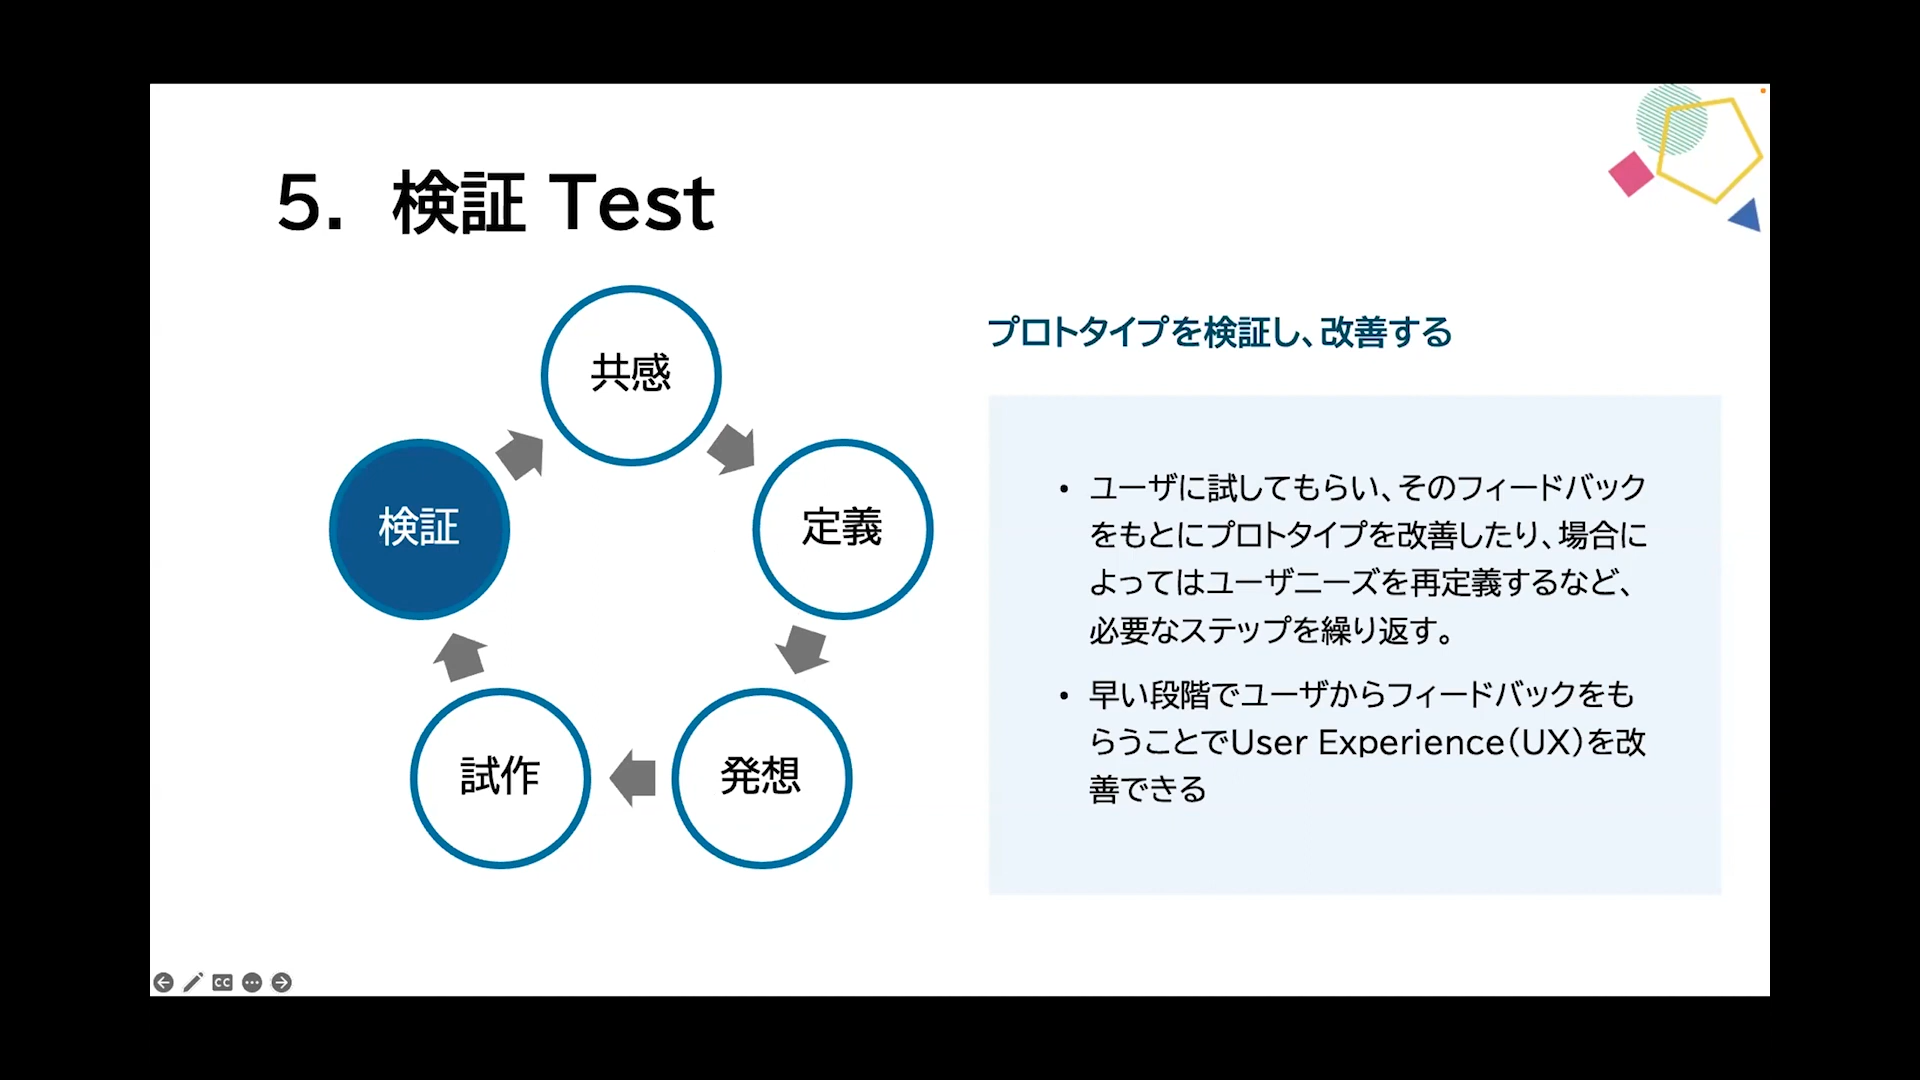 5. 検証 Test
共感
検証
定義
試作
発想
プロトタイプを検証し、改善する
• ユーザに試してもらい、そのフィードバック
をもとにプロトタイプを改善したり、場合に
よってはユーザニーズを再定義するなど、
必要なステップを繰り返す。
• 早い段階でユーザからフィードバックをも
らうことでUser Experience(UX)を改
善できる
CC